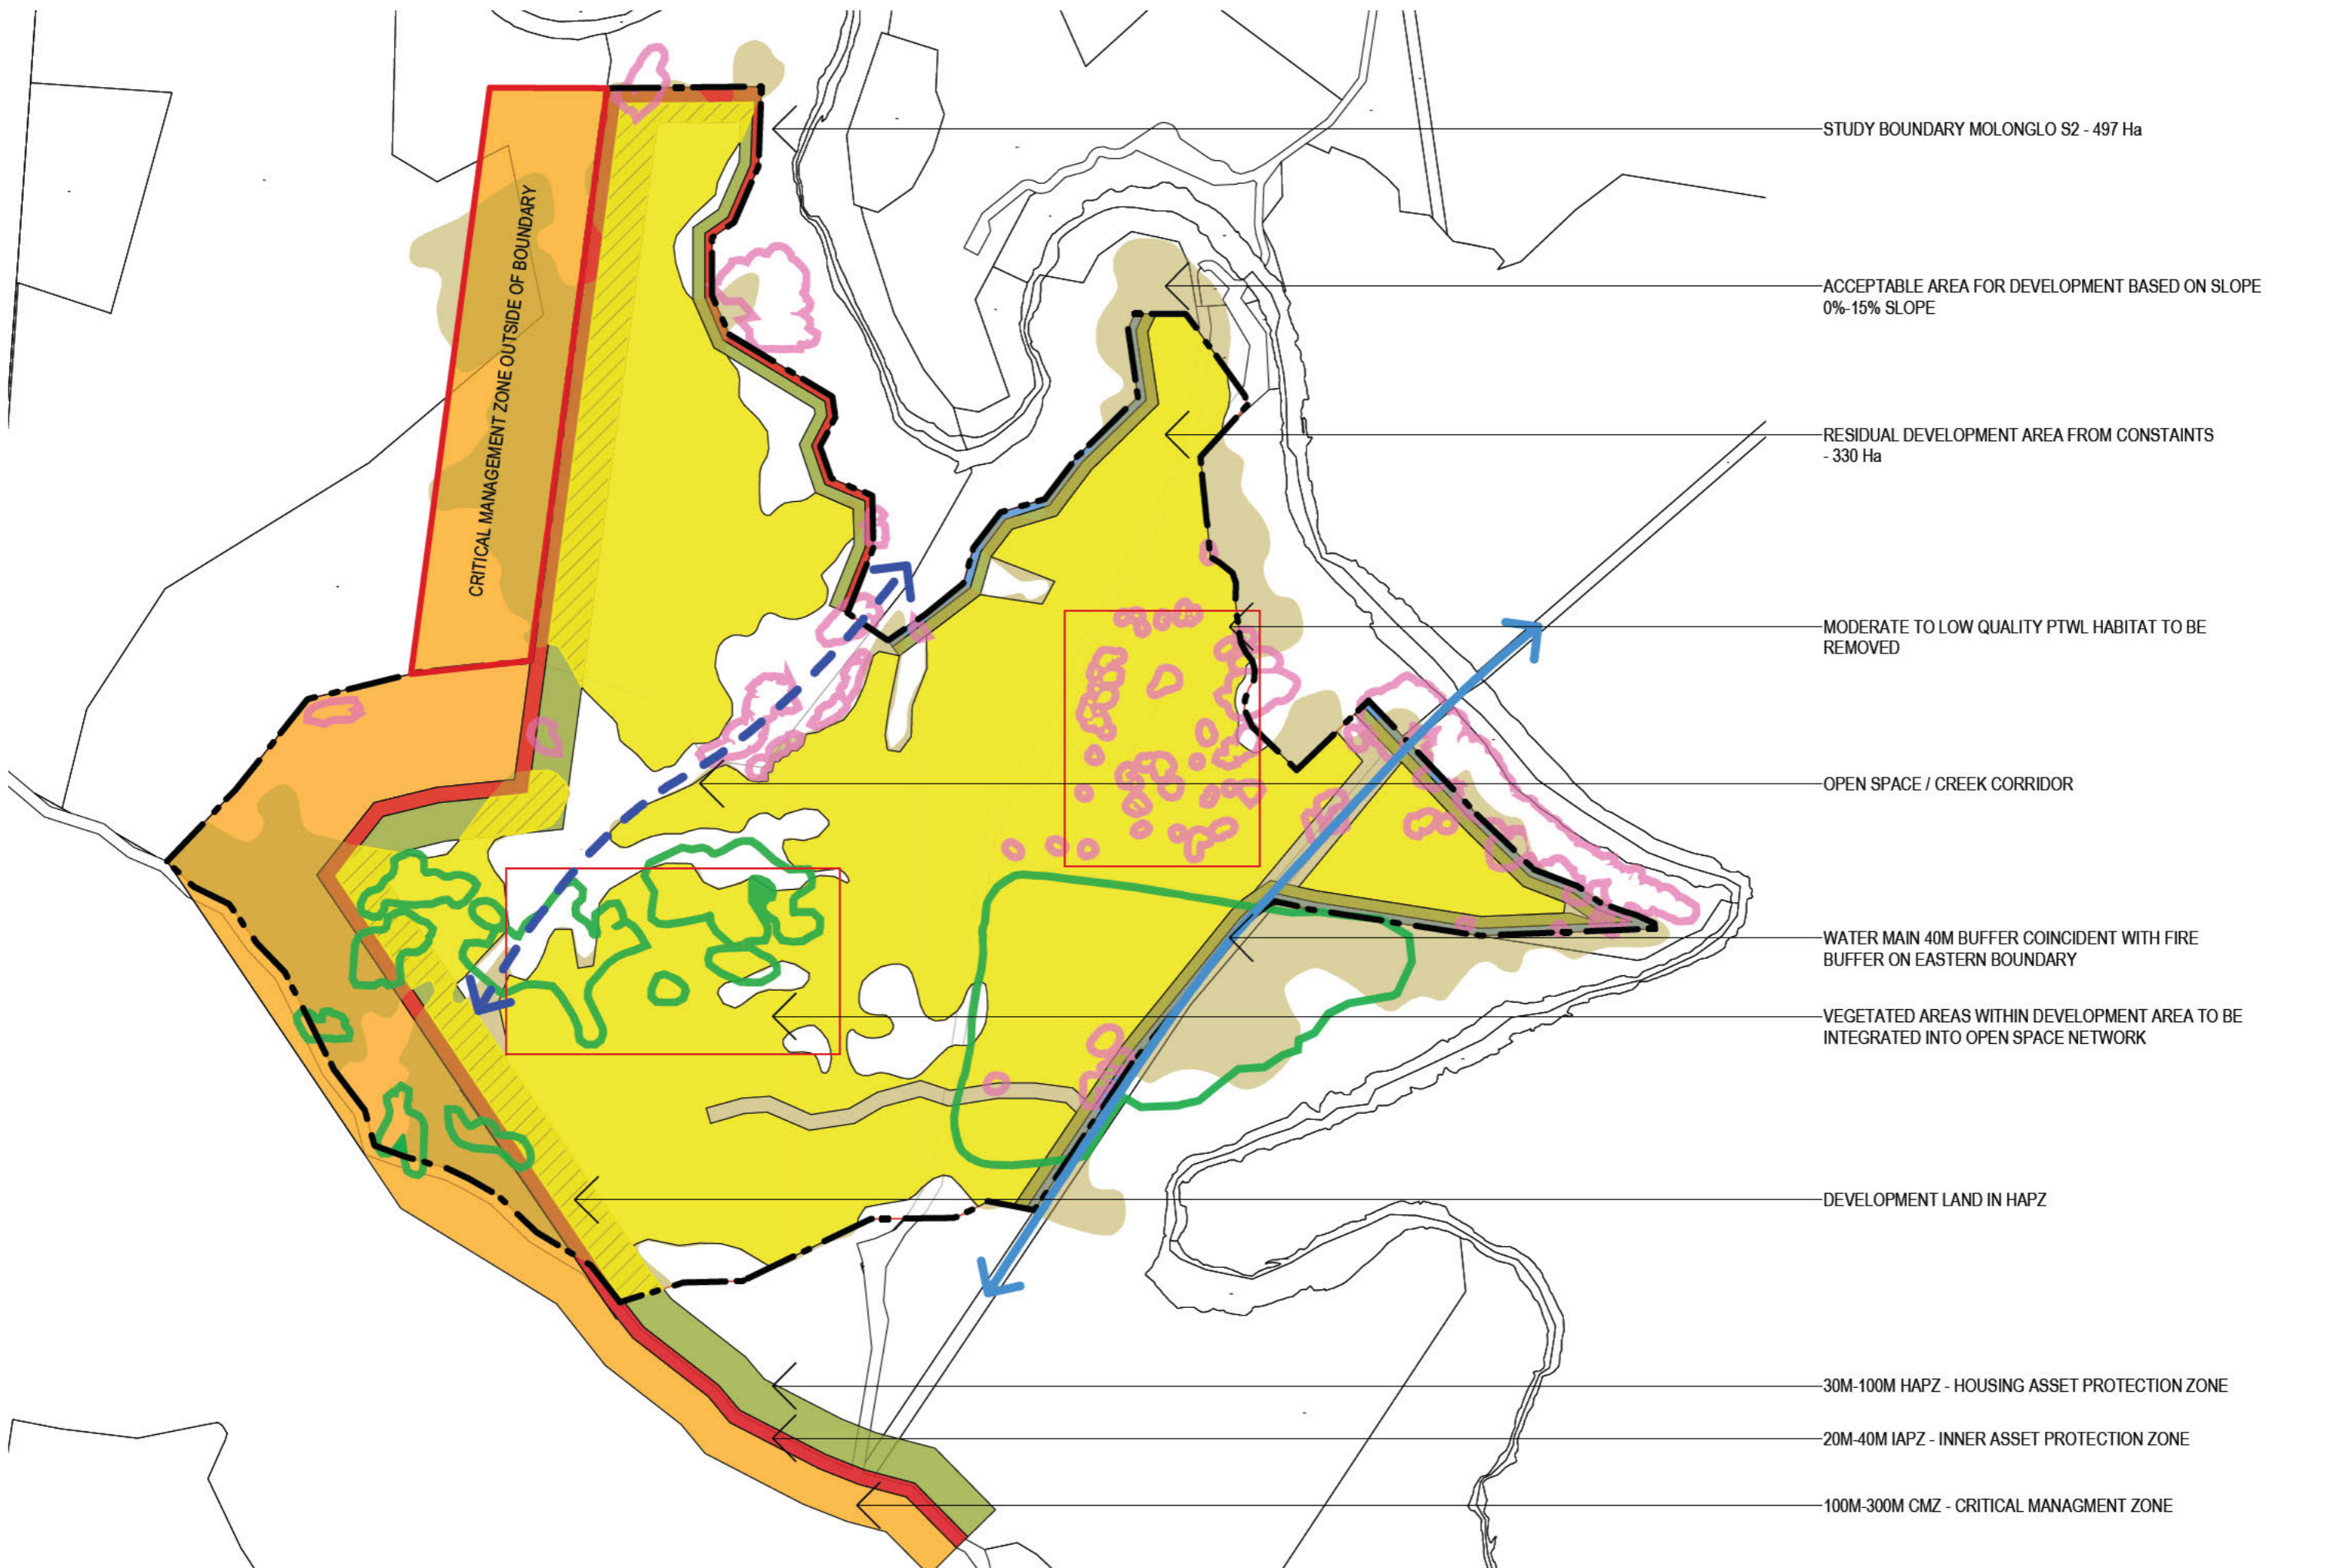 CRITICAL MANAGEMENT ZONE OUTSIDE OF BOUNDARY
STUDY BOUNDARY MOLONGLO S2 - 497 Ha
ACCEPTABLE AREA FOR DEVELOPMENT BASED ON SLOPE
0%-15% SLOPE
RESIDUAL DEVELOPMENT AREA FROM CONSTAINTS
- 330 Ha
MODERATE TO LOW QUALITY PTWL HABITAT TO BE
REMOVED
OPEN SPACE / CREEK CORRIDOR
WATER MAIN 40M BUFFER COINCIDENT WITH FIRE
BUFFER ON EASTERN BOUNDARY
VEGETATED AREAS WITHIN DEVELOPMENT AREA TO BE
INTEGRATED INTO OPEN SPACE NETWORK
DEVELOPMENT LAND IN HAPZ
30M-100M HAPZ - HOUSING ASSET PROTECTION ZONE
20M-40M IAPZ - INNER ASSET PROTECTION ZONE
100M-300M CMZ - CRITICAL MANAGMENT ZONE